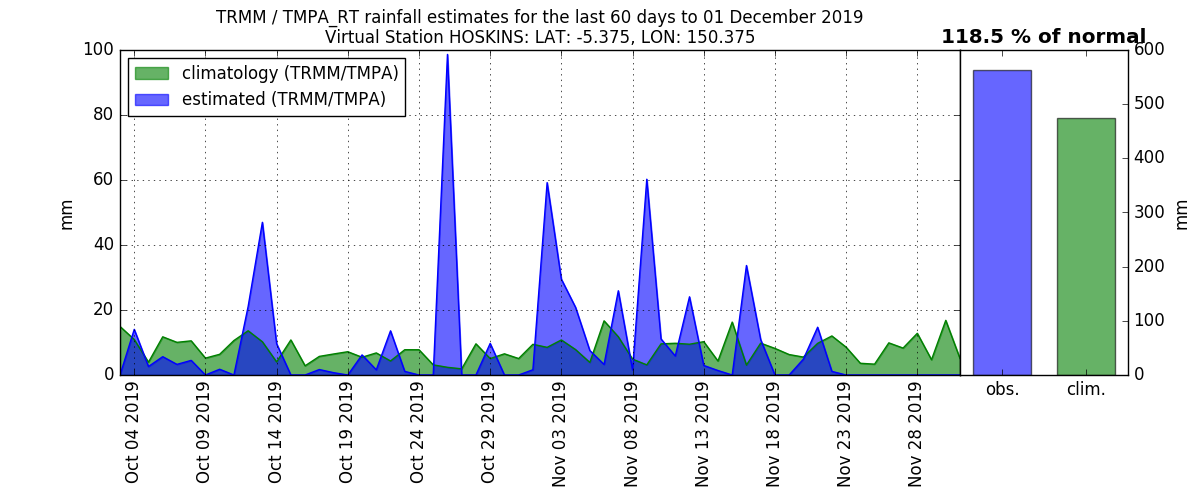 TRMM / TMPA_RT rainfall estimates for the last 60 days to 01 December 2019
Virtual Station HOSKINS: LAT: -5.375, LON: 150.375
118.5 % of normal
climatology (TRMM/TMPA)
estimated (TRMM/TMPA)
100
80
60
40
20
0
mm
Oct 04 2019
Oct 09 2019
Oct 14 2019
Oct 19 2019
Oct 24 2019
Oct 29 2019
Nov 03 2019
Nov 08 2019
Nov 13 2019
Nov 18 2019
Nov 23 2019
Nov 28 2019
obs.
clim.
600
500
400
300
200
100
0
mm